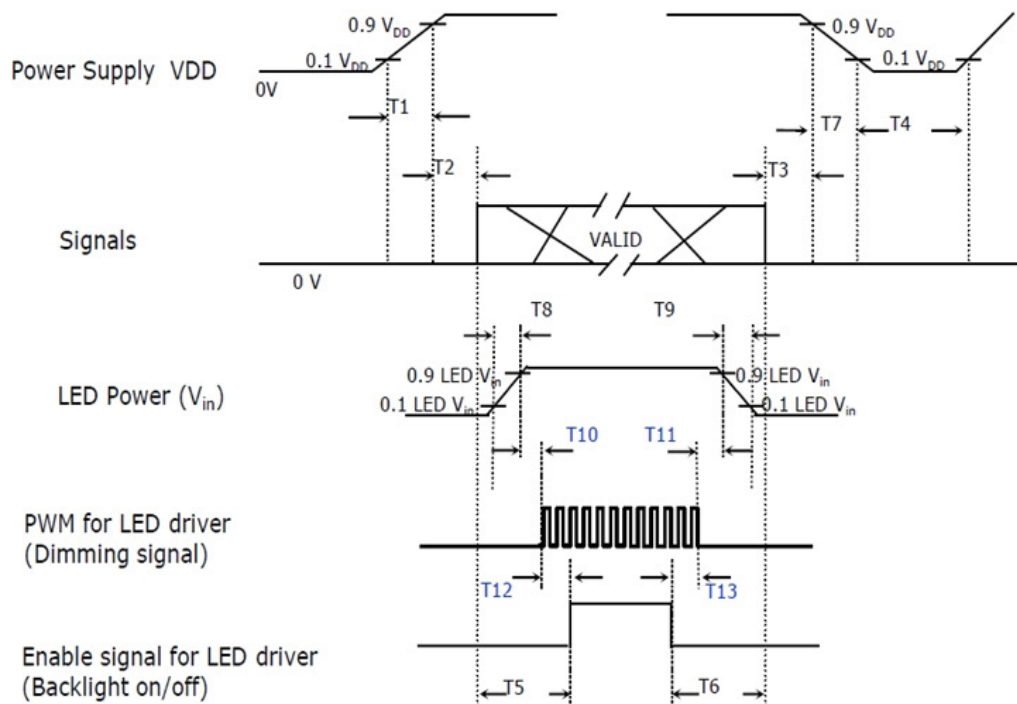 0.9 V_DD
0.9 V_DD
0.1 V_DD
0.1 V_DD
Power Supply VDD
0V
T1
T7
T4
T2
T3
Signals
VALID
0 V
T8
T9
0.9 LED V_in
0.9 LED V_in
LED Power (V_in)
0.1 LED V_in
0.1 LED V_in
T10
T11
PWM for LED driver
(Dimming signal)
T12
T13
Enable signal for LED driver
(Backlight on/off)
T5
T6